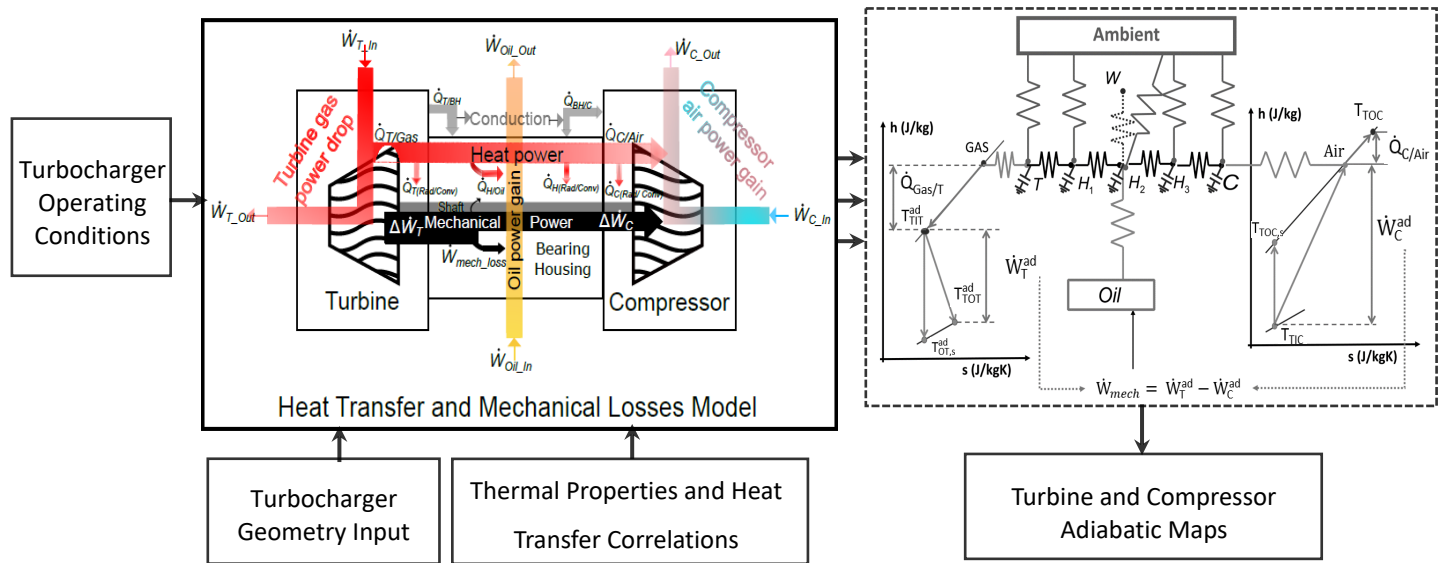 Turbocharger
Operating
Conditions
Ẇ_T_In
Ẇ_Oil_Out
Ẇ_C_Out
Turbine gas
power drop
Compressor
air power gain
Q̇_T/BH
Conduction
Q̇_BH/C
Q̇_T/Gas
Heat power
Q̇_C/Air
Q̇_T(Rad/Conv)
Q̇_H/Oil
Q̇_H(Rad/Conv)
Q̇_C(Rad/ Conv)
Ẇ_T_Out
Shaft
Ẇ_C_In
ΔẆ_T
Mechanical
Power
ΔẆ_C
Ẇ_mech_loss
Oil power gain
Bearing
Housing
Turbine
Compressor
Ẇ_Oil_In
Heat Transfer and Mechanical Losses Model
Turbocharger
Geometry Input
Thermal Properties and Heat
Transfer Correlations
Ambient
W
h (J/kg)
GAS
T
H₁
H₂
H₃
C
Q̇_Gas/T
T_TIT^ad
Ẇ_T^ad
T_TOT^ad
T_OT,s^ad
s (J/kgK)
Oil
h (J/kg)
T_TOC
Air
Q̇_C/Air
T_TOC,s
Ẇ_C^ad
T_TIC
s (J/kgK)
Ẇ_mech = Ẇ_T^ad − Ẇ_C^ad
Turbine and Compressor
Adiabatic Maps